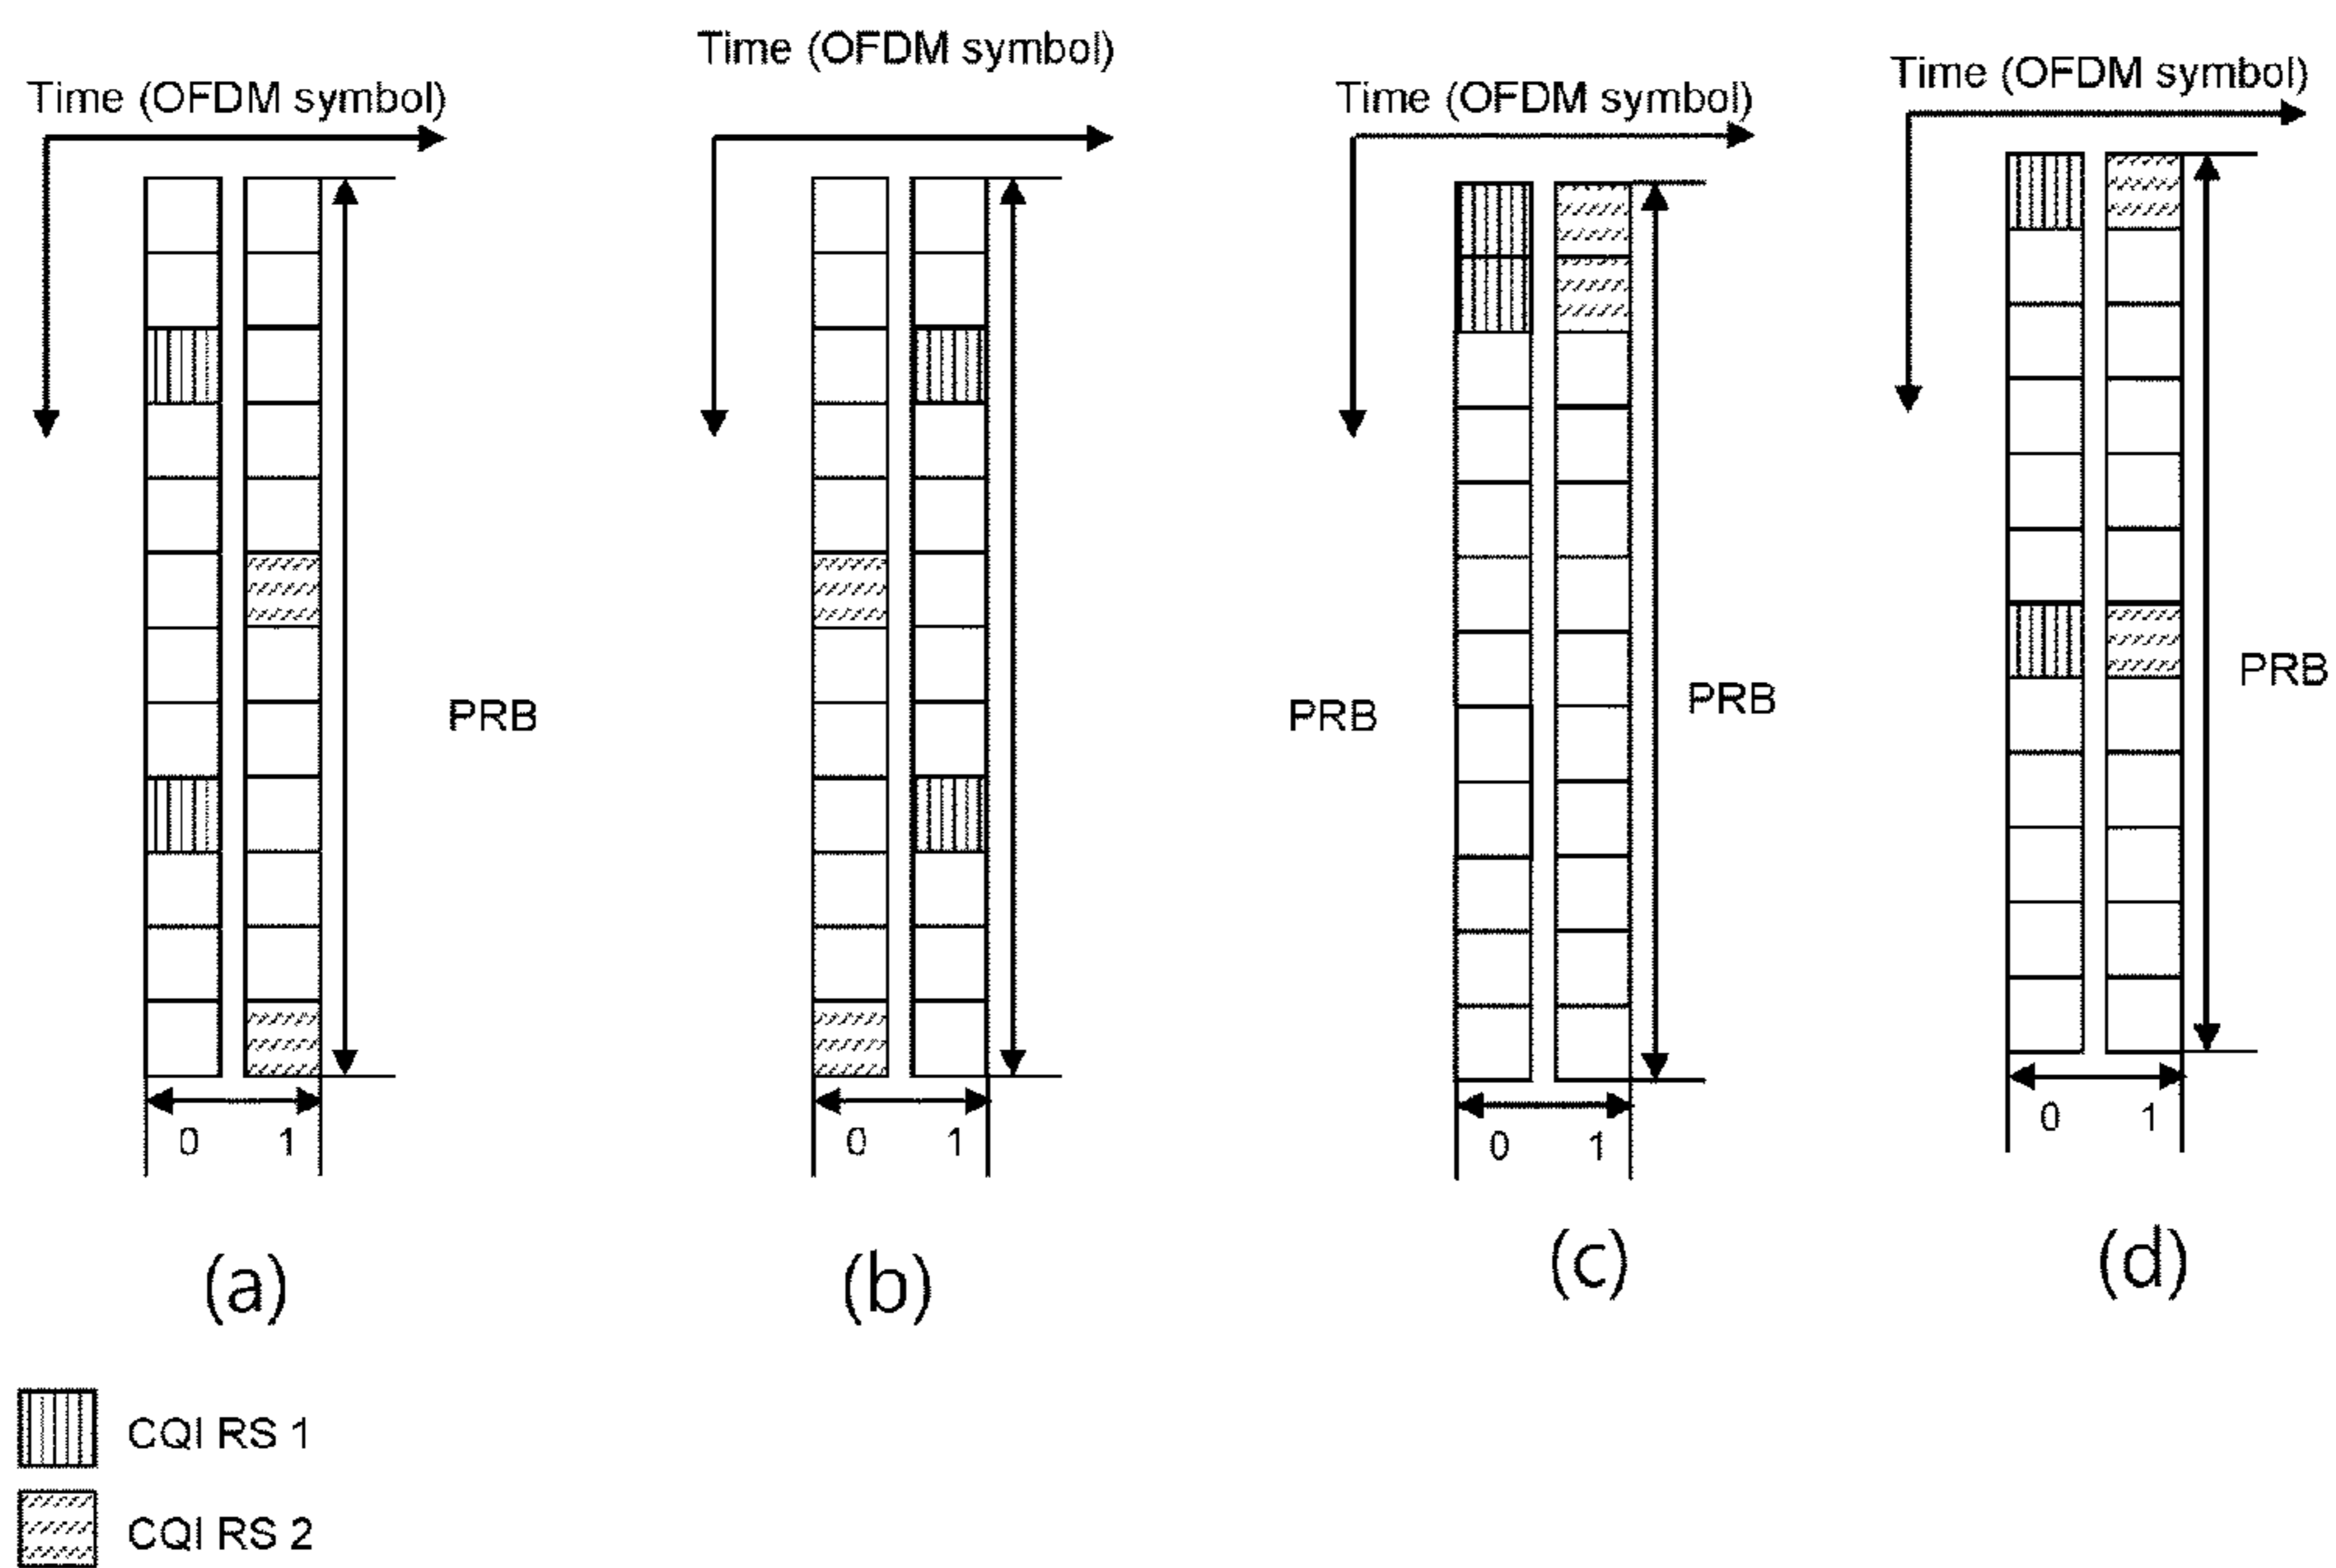 Time (OFDM symbol)
Time (OFDM symbol)
Time (OFDM symbol)
Time (OFDM symbol)
PRB
PRB
PRB
PRB
0 1
0 1
0 1
0 1
(a)
(b)
(c)
(d)
CQI RS 1
CQI RS 2